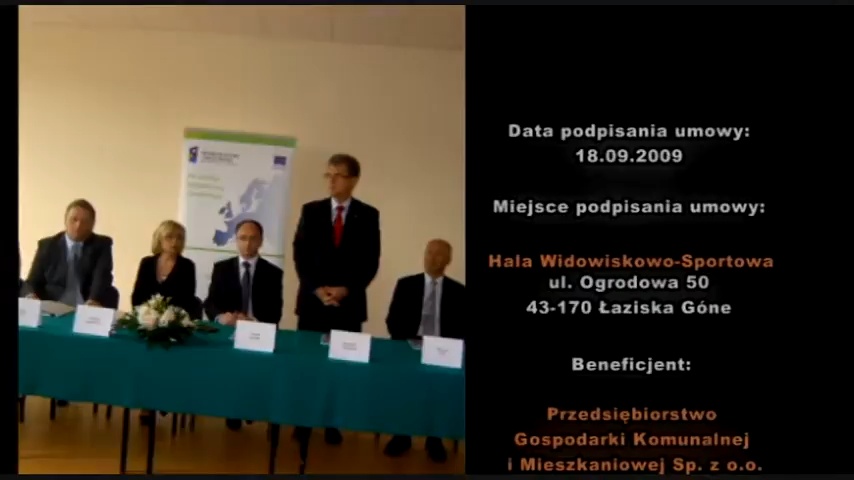 Data podpisania umowy:
18.09.2009
Miejsce podpisania umowy:
Hala Widowiskowo-Sportowa
ul. Ogrodowa 50
43-170 Łaziska Góne
Beneficjent:
Przedsiębiorstwo
Gospodarki Komunalnej
i Mieszkaniowej Sp. z o.o.